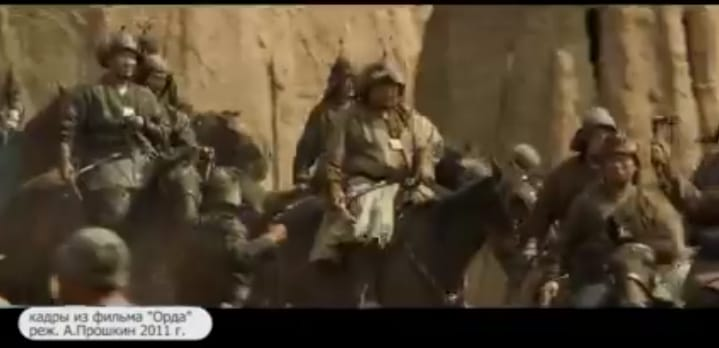 кадры из фильма "Орда"
реж. А.Прошкин 2011 г.